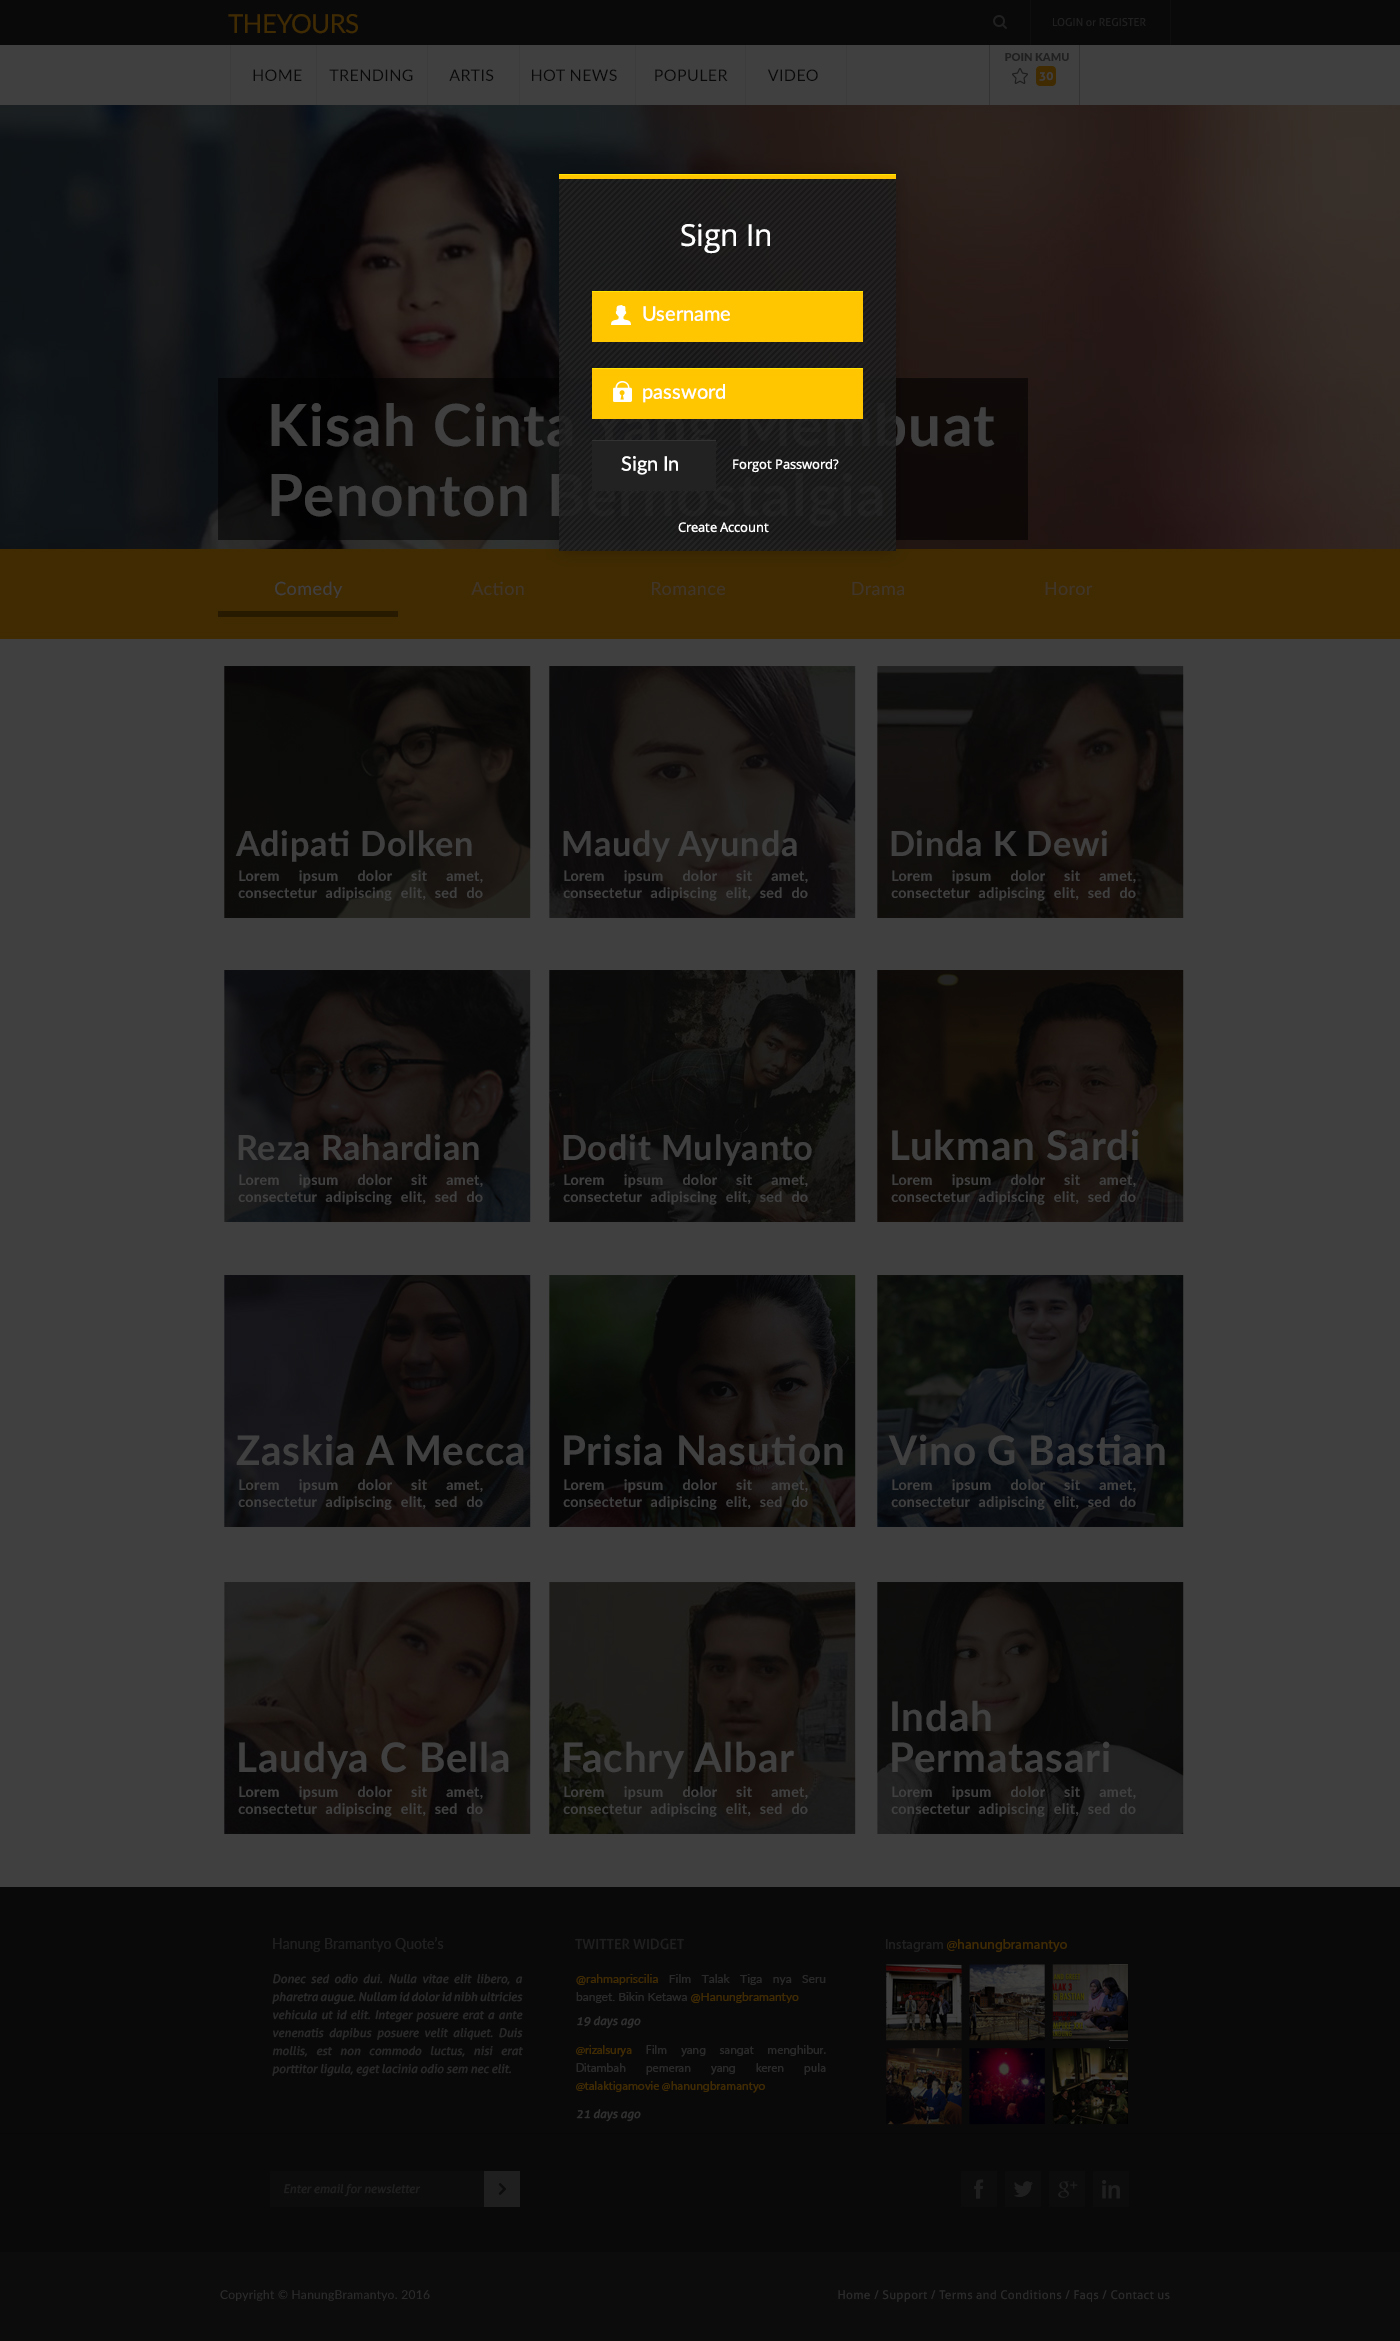 THEYOURS
LOGIN or REGISTER
HOME
TRENDING
ARTIS
HOT NEWS
POPULER
VIDEO
POIN KAMU
30
Sign In
Username
password
Sign In
Forgot Password?
Create Account
Kisah Cinta Yang Membuat
Penonton Bernostalgia
Comedy
Action
Romance
Drama
Horor
Adipati Dolken
Lorem ipsum dolor sit amet,
consectetur adipiscing elit, sed do
Maudy Ayunda
Lorem ipsum dolor sit amet,
consectetur adipiscing elit, sed do
Dinda K Dewi
Lorem ipsum dolor sit amet,
consectetur adipiscing elit, sed do
Reza Rahardian
Lorem ipsum dolor sit amet,
consectetur adipiscing elit, sed do
Dodit Mulyanto
Lorem ipsum dolor sit amet,
consectetur adipiscing elit, sed do
Lukman Sardi
Lorem ipsum dolor sit amet,
consectetur adipiscing elit, sed do
Zaskia A Mecca
Lorem ipsum dolor sit amet,
consectetur adipiscing elit, sed do
Prisia Nasution
Lorem ipsum dolor sit amet,
consectetur adipiscing elit, sed do
Vino G Bastian
Lorem ipsum dolor sit amet,
consectetur adipiscing elit, sed do
Laudya C Bella
Lorem ipsum dolor sit amet,
consectetur adipiscing elit, sed do
Fachry Albar
Lorem ipsum dolor sit amet,
consectetur adipiscing elit, sed do
Indah
Permatasari
Lorem ipsum dolor sit amet,
consectetur adipiscing elit, sed do
Hanung Bramantyo Quote's
Donec sed odio dui. Nulla vitae elit libero, a
pharetra augue. Nullam id dolor id nibh ultricies
vehicula ut id elit. Integer posuere erat a ante
venenatis dapibus posuere velit aliquet. Duis
mollis, est non commodo luctus, nisi erat
porttitor ligula, eget lacinia odio sem nec elit.
TWITTER WIDGET
@rahmapriscilia Film Talak Tiga nya Seru
banget. Bikin Ketawa @Hanungbramantyo
19 days ago
@rizalsurya Film yang sangat menghibur.
Ditambah pemeran yang keren pula
@talaktigamovie @hanungbramantyo
21 days ago
Instagram @hanungbramantyo
Enter email for newsletter
Copyright © HanungBramantyo. 2016
Home / Support / Terms and Conditions / Faqs / Contact us